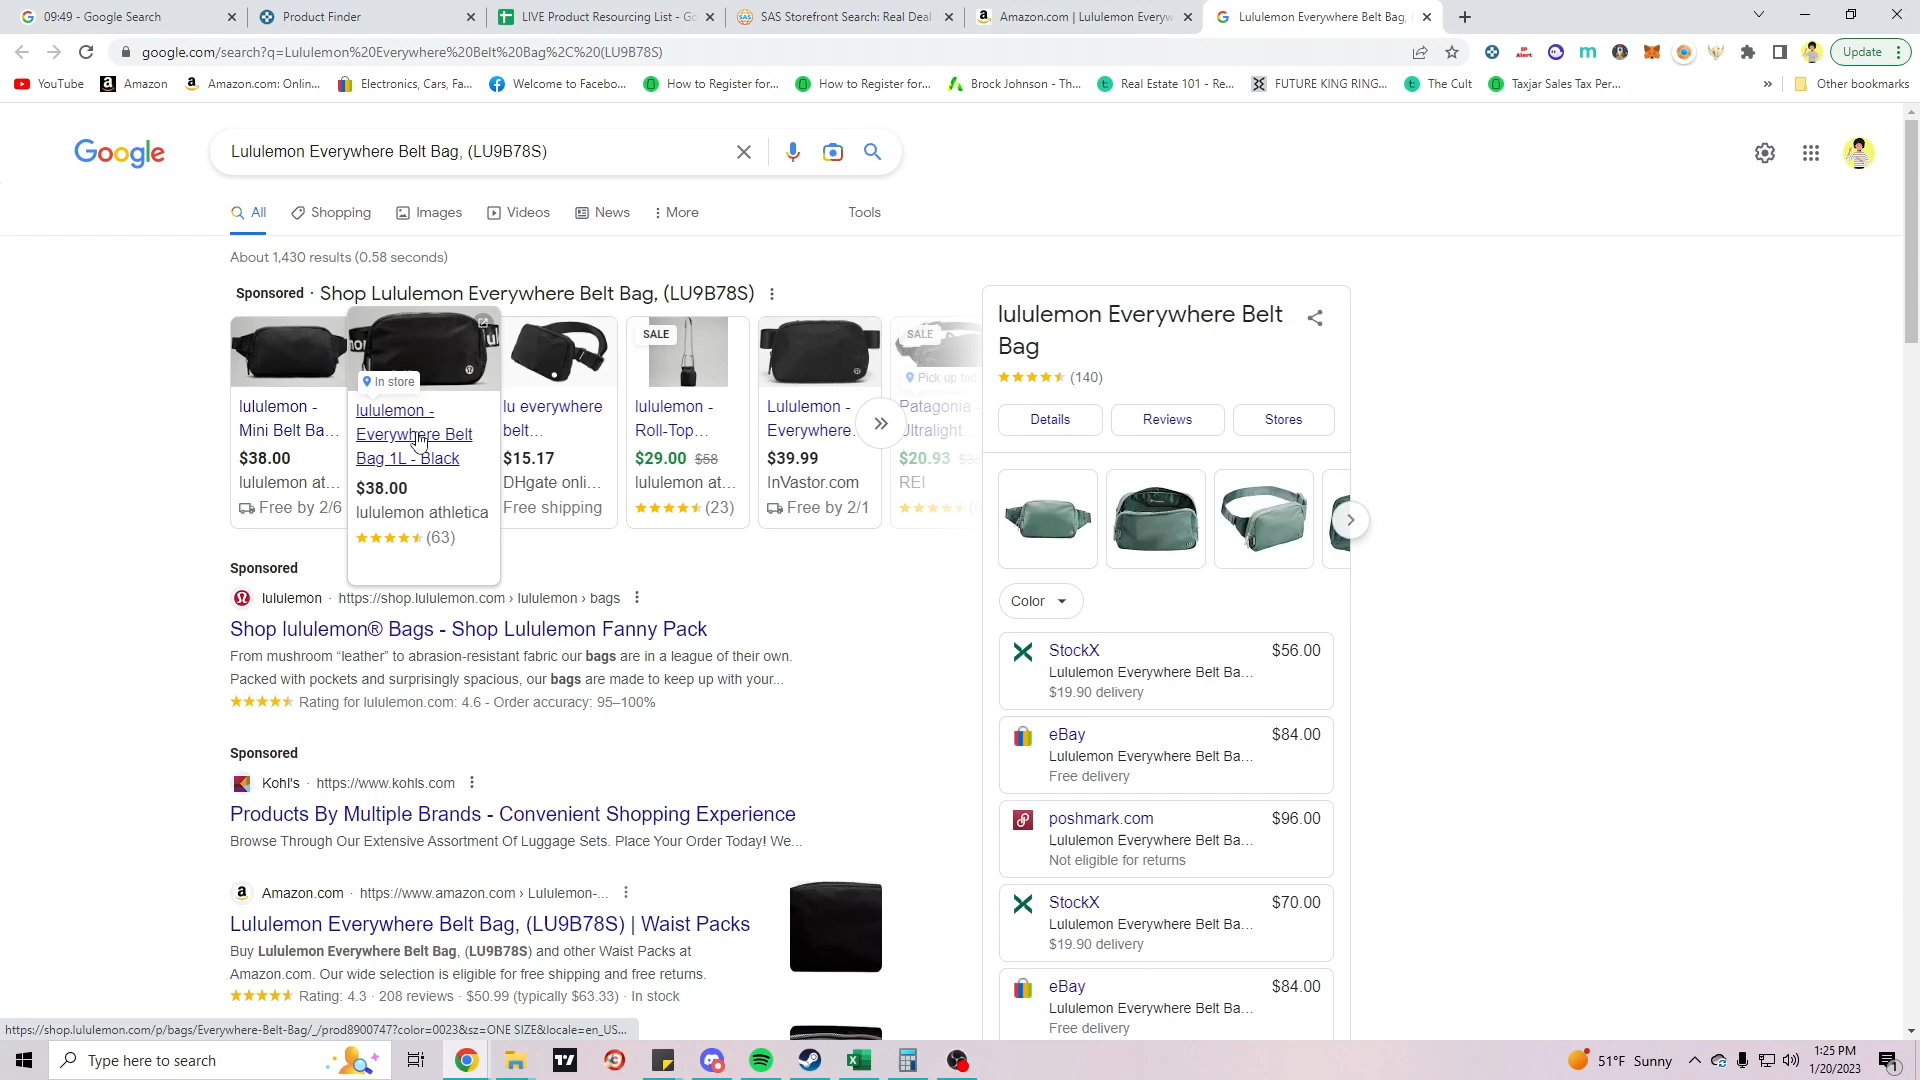 09:49 - Google Search
Product Finder
LIVE Product Resourcing List - Go
SAS Storefront Search: Real Deal
Amazon.com | Lululemon Everyw
Lululemon Everywhere Belt Bag,
google.com/search?q=Lululemon%20Everywhere%20Belt%20Bag%2C%20(LU9B78S)
Update
YouTube
Amazon
Amazon.com: Onlin...
Electronics, Cars, Fa...
Welcome to Facebo...
How to Register for...
How to Register for...
Brock Johnson - Th...
Real Estate 101 - Re...
FUTURE KING RING...
The Cult
Taxjar Sales Tax Per...
Other bookmarks
Google
Lululemon Everywhere Belt Bag, (LU9B78S)
All
Shopping
Images
Videos
News
More
Tools
About 1,430 results (0.58 seconds)
Sponsored · Shop Lululemon Everywhere Belt Bag, (LU9B78S)
lululemon -
Mini Belt Ba...
$38.00
lululemon at...
Free by 2/6
In store
lululemon -
Everywhere Belt
Bag 1L - Black
$38.00
lululemon athletica
(63)
lu everywhere
belt...
$15.17
DHgate onli...
Free shipping
SALE
lululemon -
Roll-Top...
$29.00 $58
lululemon at...
(23)
Lululemon -
Everywhere...
$39.99
InVastor.com
Free by 2/1
SALE
Pick up tod
Patagonia -
Ultralight...
$20.93
REI
lululemon Everywhere Belt
Bag
(140)
Details
Reviews
Stores
Color
StockX
$56.00
Lululemon Everywhere Belt Ba...
$19.90 delivery
eBay
$84.00
Lululemon Everywhere Belt Ba...
Free delivery
poshmark.com
$96.00
Lululemon Everywhere Belt Ba...
Not eligible for returns
StockX
$70.00
Lululemon Everywhere Belt Ba...
$19.90 delivery
eBay
$84.00
Lululemon Everywhere Belt Ba...
Free delivery
Sponsored
lululemon · https://shop.lululemon.com › lululemon › bags
Shop lululemon® Bags - Shop Lululemon Fanny Pack
From mushroom “leather” to abrasion-resistant fabric our bags are in a league of their own.
Packed with pockets and surprisingly spacious, our bags are made to keep up with your...
Rating for lululemon.com: 4.6 - Order accuracy: 95–100%
Sponsored
Kohl's · https://www.kohls.com
Products By Multiple Brands - Convenient Shopping Experience
Browse Through Our Extensive Assortment Of Luggage Sets. Place Your Order Today! We...
Amazon.com · https://www.amazon.com › Lululemon-...
Lululemon Everywhere Belt Bag, (LU9B78S) | Waist Packs
Buy Lululemon Everywhere Belt Bag, (LU9B78S) and other Waist Packs at
Amazon.com. Our wide selection is eligible for free shipping and free returns.
Rating: 4.3 · 208 reviews · $50.99 (typically $63.33) · In stock
https://shop.lululemon.com/p/bags/Everywhere-Belt-Bag/_/prod8900747?color=0023&sz=ONE SIZE&locale=en_US...
Type here to search
51°F Sunny
1:25 PM
1/20/2023